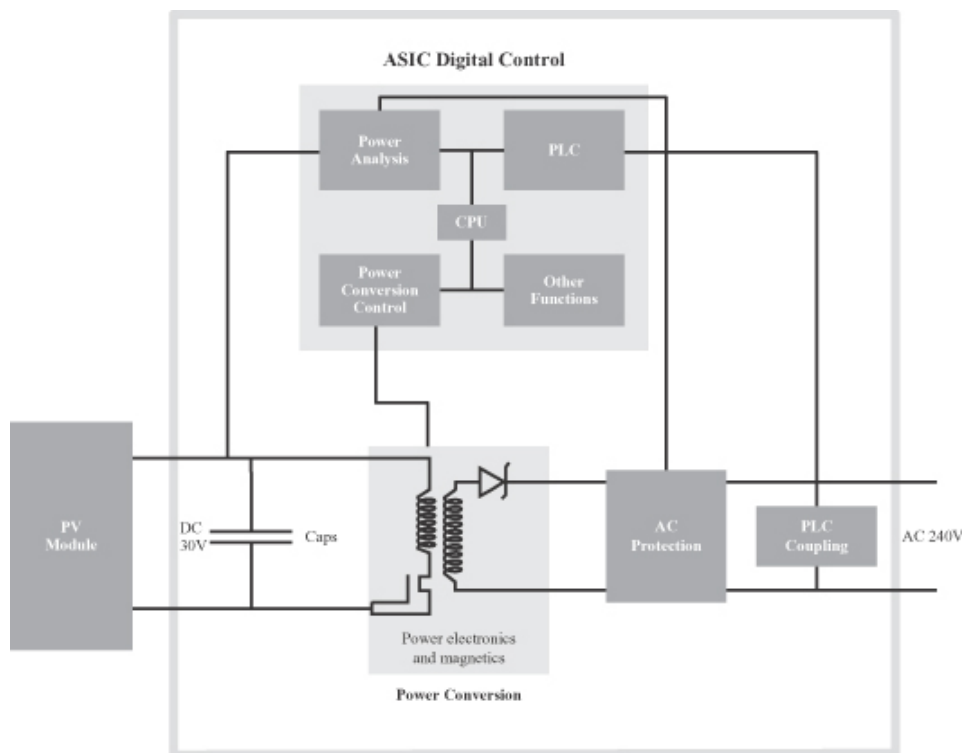 ASIC Digital Control
Power
Analysis
PLC
CPU
Power
Conversion
Control
Other
Functions
PV
Module
DC
30V
Caps
AC
Protection
PLC
Coupling
AC 240V
Power electronics
and magnetics
Power Conversion